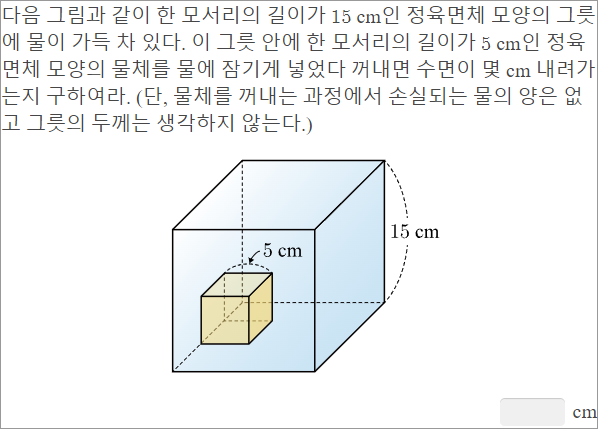 다음 그림과 같이 한 모서리의 길이가 15 cm인 정육면체 모양의 그릇
에 물이 가득 차 있다. 이 그릇 안에 한 모서리의 길이가 5 cm인 정육
면체 모양의 물체를 물에 잠기게 넣었다 꺼내면 수면이 몇 cm 내려가
는지 구하여라. (단, 물체를 꺼내는 과정에서 손실되는 물의 양은 없
고 그릇의 두께는 생각하지 않는다.)
15 cm
5 cm
cm